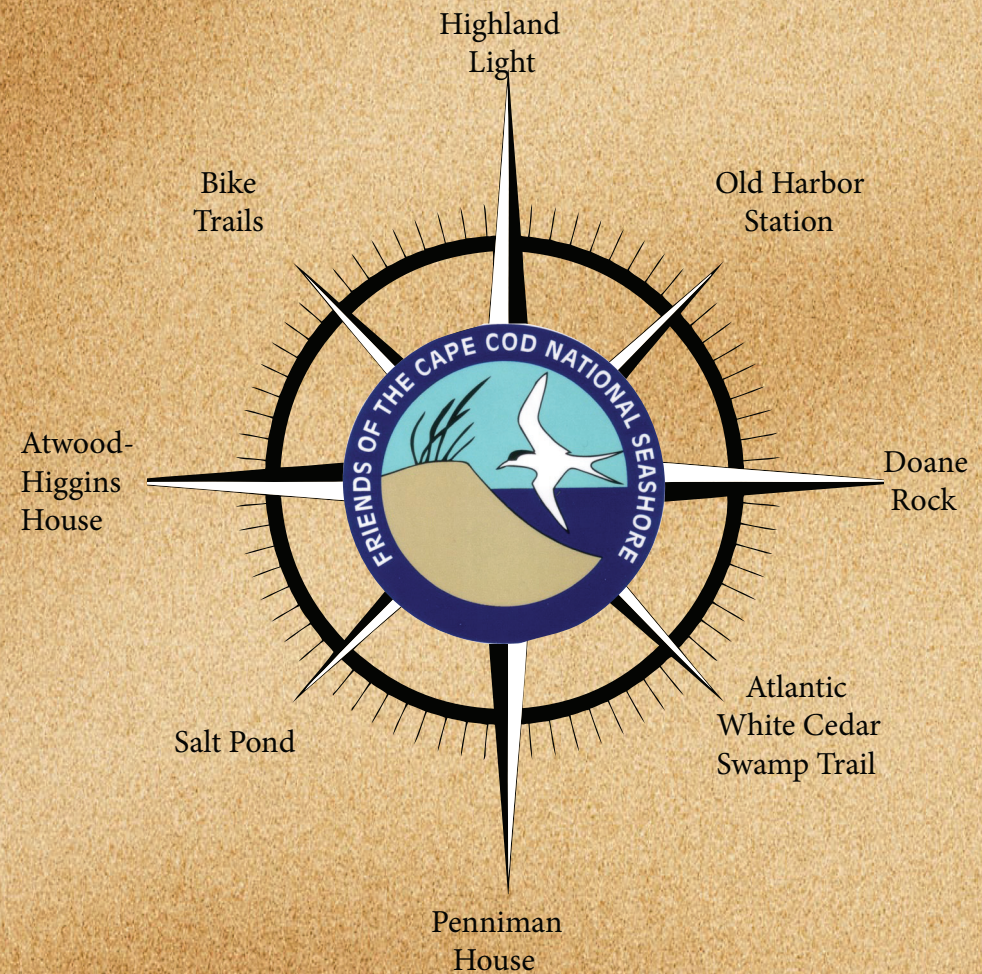 Highland
Light
Bike
Trails
Old Harbor
Station
FRIENDS OF THE CAPE COD NATIONAL SEASHORE
Atwood-
Higgins
House
Doane
Rock
Atlantic
White Cedar
Swamp Trail
Salt Pond
Penniman
House